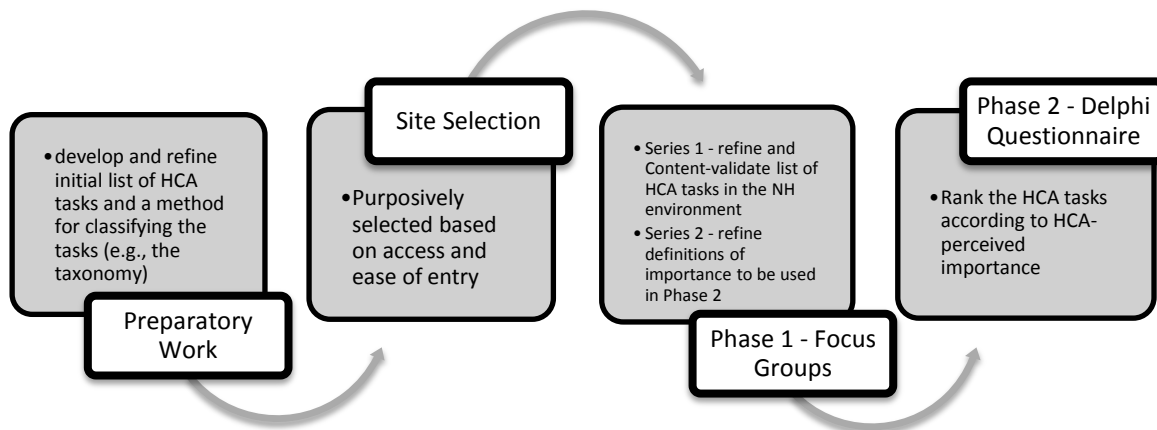 •develop and refine
initial list of HCA
tasks and a method
for classifying the
tasks (e.g., the
taxonomy)
Preparatory
Work
Site Selection
•Purposively
selected based
on access and
ease of entry
• Series 1 - refine and
Content-validate list of
HCA tasks in the NH
environment
• Series 2 - refine
definitions of
importance to be used
in Phase 2
Phase 1 - Focus
Groups
Phase 2 - Delphi
Questionnaire
•Rank the HCA tasks
according to HCA-
perceived
importance